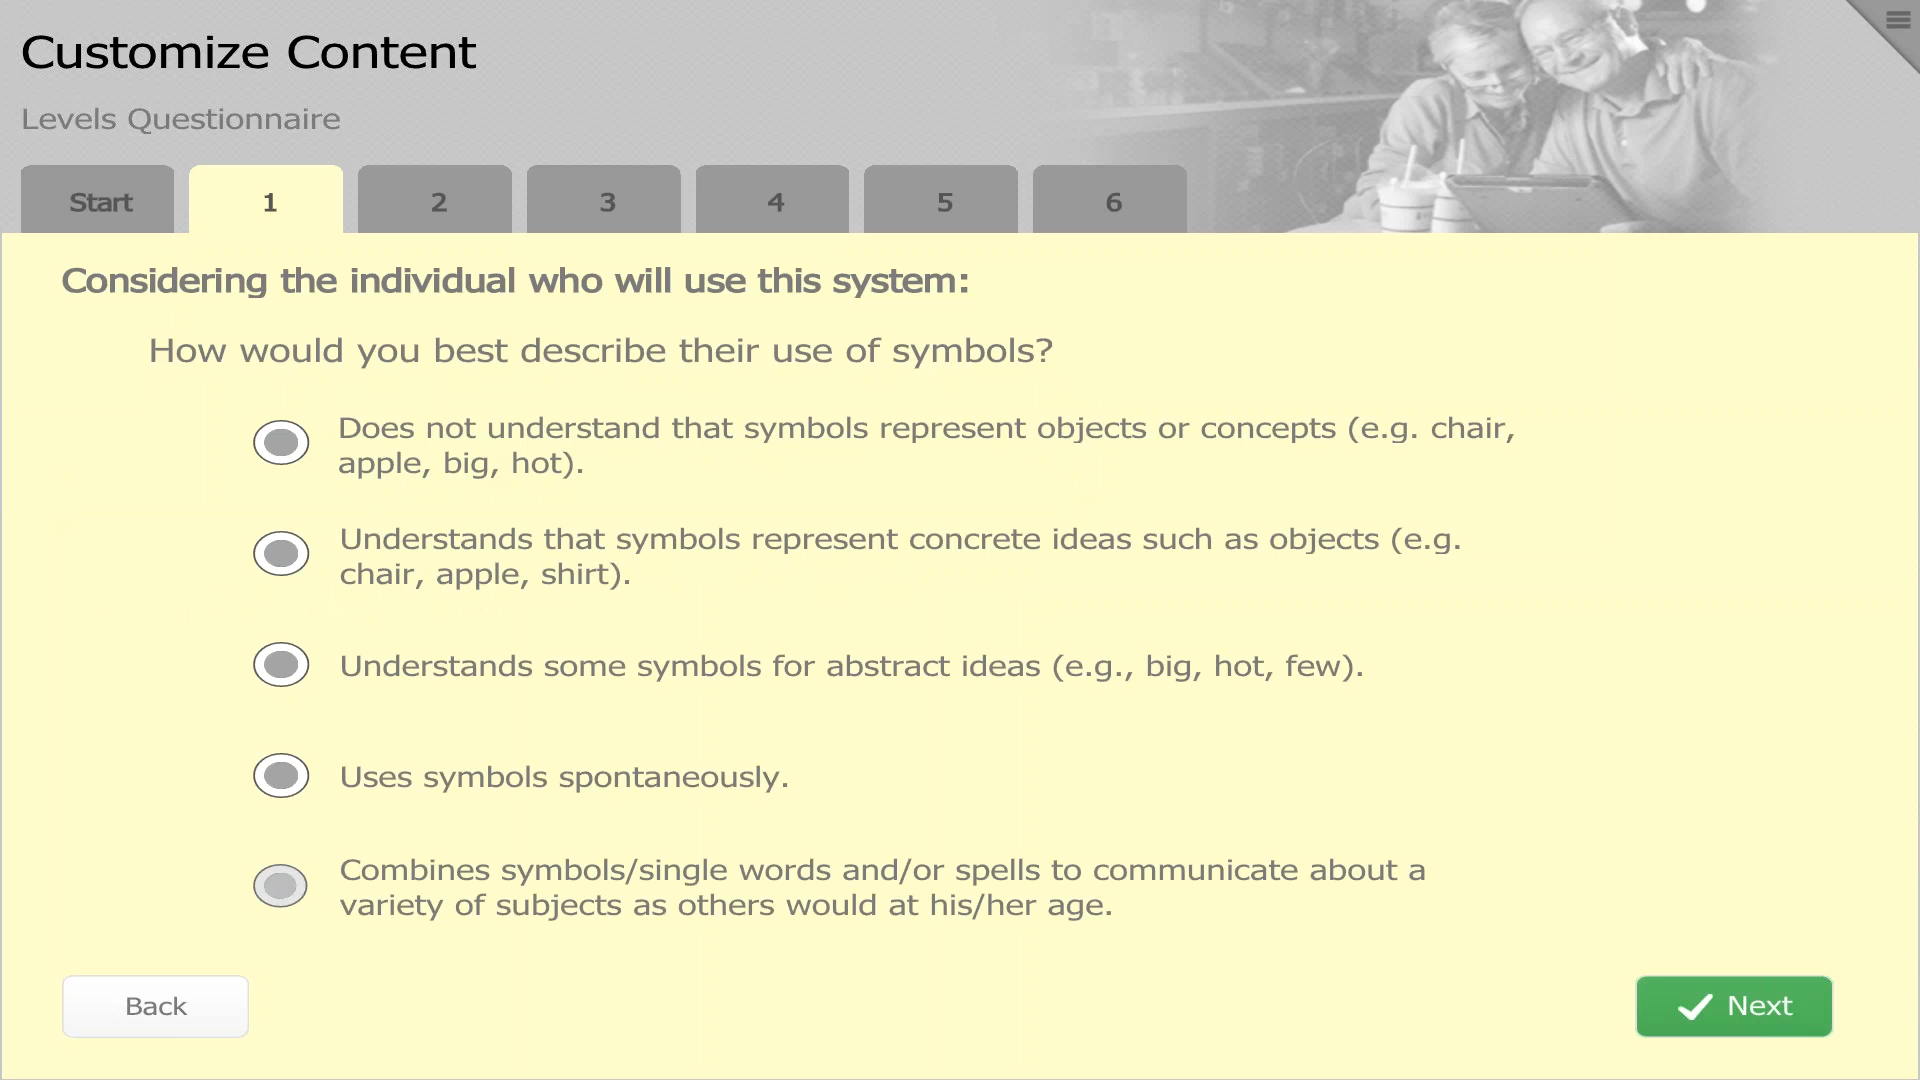 Customize Content
Levels Questionnaire
Start
1
2
3
4
5
6
Considering the individual who will use this system:
How would you best describe their use of symbols?
Does not understand that symbols represent objects or concepts (e.g. chair,
apple, big, hot).
Understands that symbols represent concrete ideas such as objects (e.g.
chair, apple, shirt).
Understands some symbols for abstract ideas (e.g., big, hot, few).
Uses symbols spontaneously.
Combines symbols/single words and/or spells to communicate about a
variety of subjects as others would at his/her age.
Back
Next